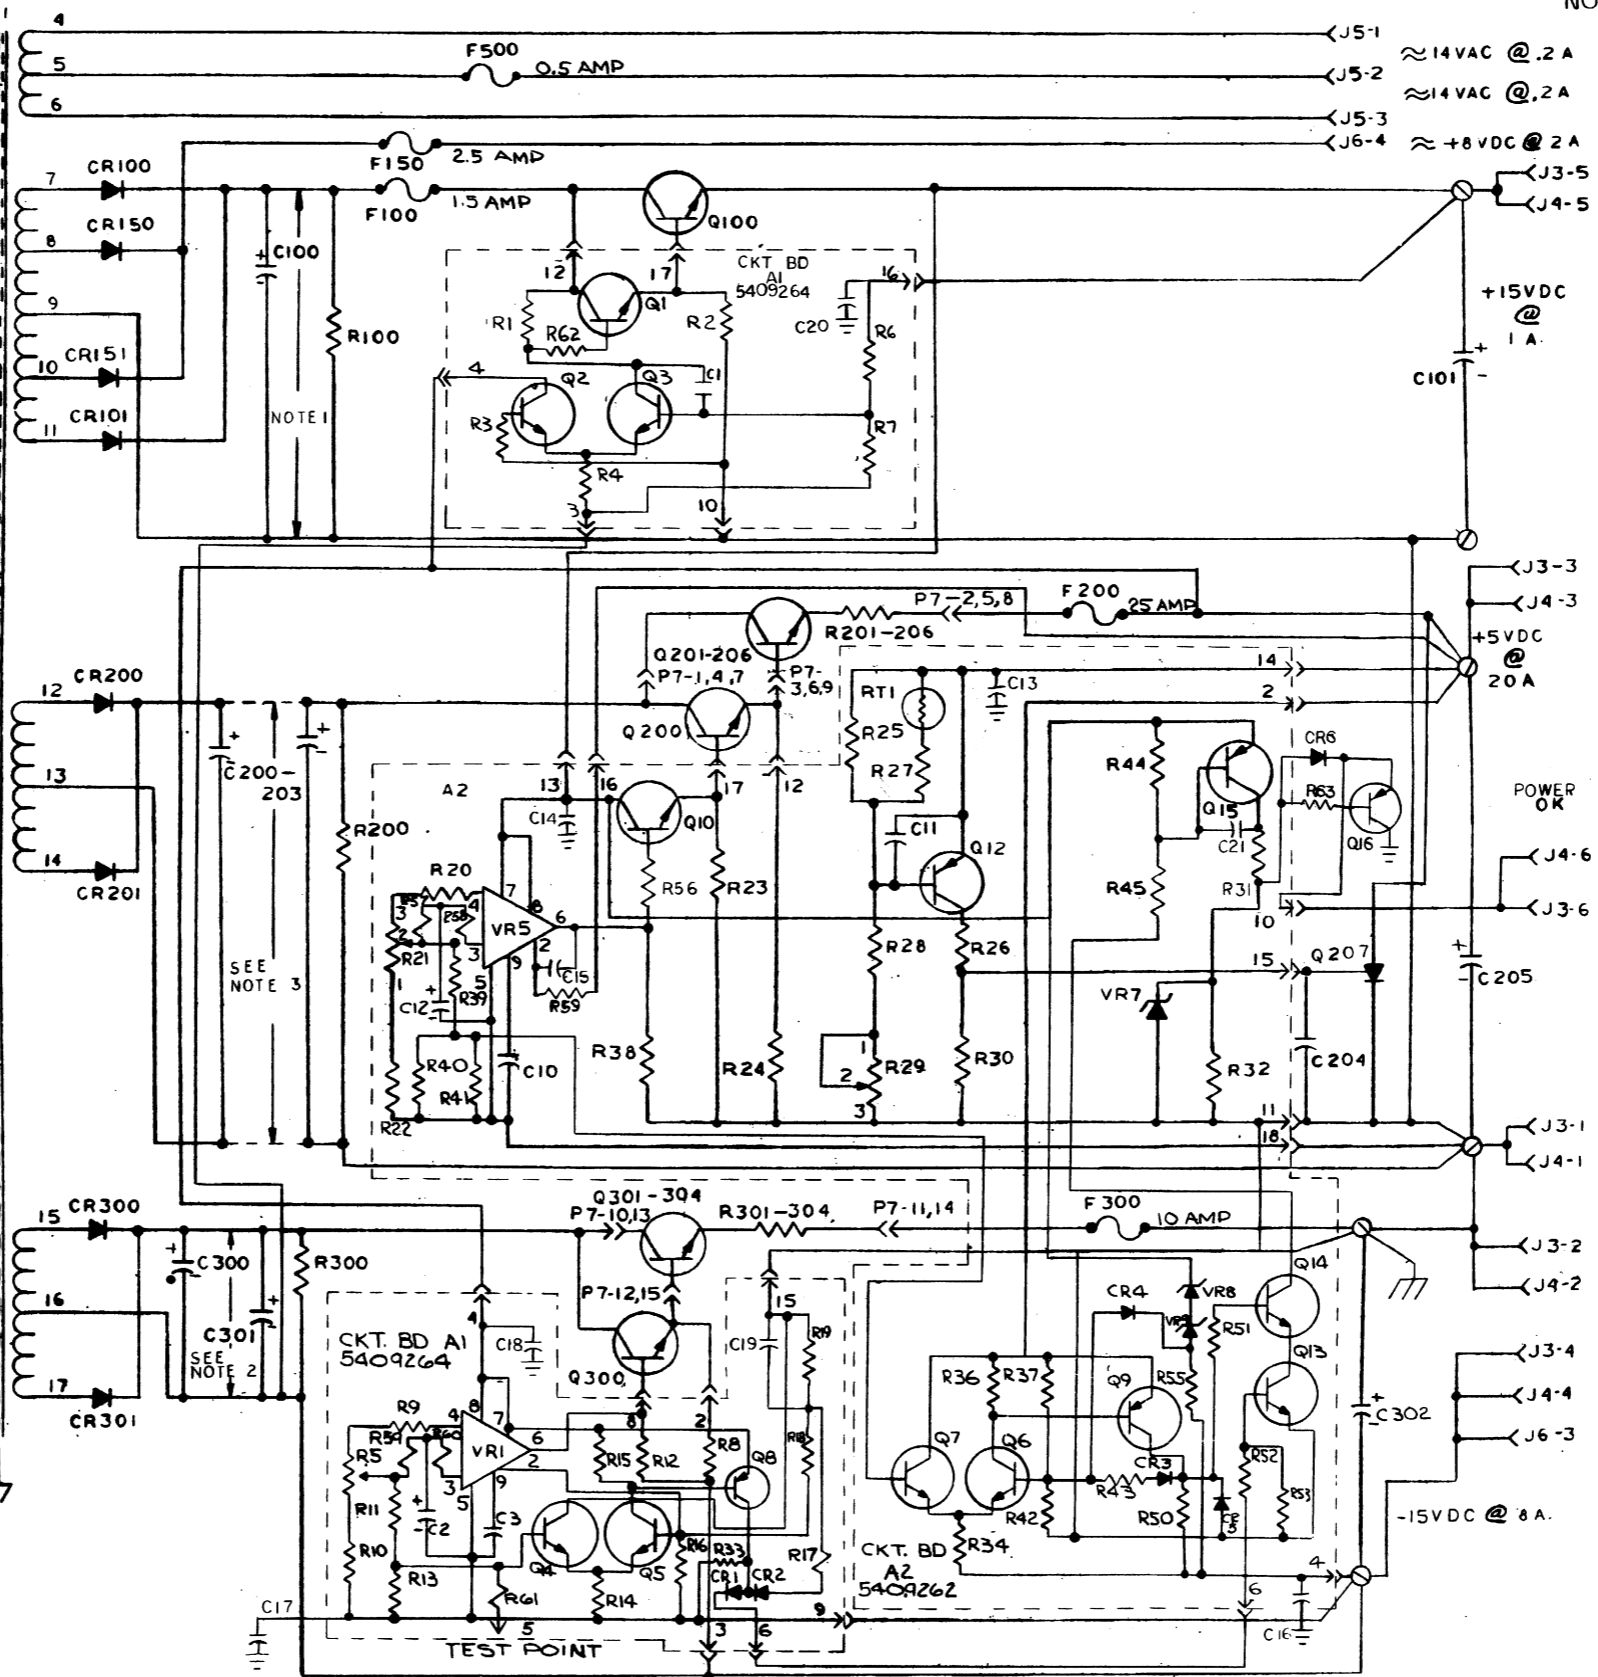 NO
4
J5-1
≈14VAC @ .2 A
F500
0.5 AMP
5
J5-2
≈14 VAC @ .2 A
6
J5-3
J6-4
≈ +8 VDC @ 2 A
F150
2.5 AMP
CR100
7
J3-5
F100
1.5 AMP
J4-5
Q100
CR150
8
C100
+
CKT BD
A1
5409264
12
17
16
Q1
R1
R62
R2
C20
R6
+15VDC
@
1 A.
9
R100
CR151
10
4
Q2
Q3
C1
C101
+
-
CR101
11
NOTE 1
R3
R7
R4
3
10
J3-3
J4-3
F200
25 AMP
P7-2,5,8
R201-206
+5VDC
@
20 A
Q201-206
P7-1,4,7
P7-
3,6,9
14
CR200
12
RT1
C13
2
Q200
R25
R27
R44
CR6
C200-
203
+
-
13
A2
13
16
17
12
C14
Q10
Q15
R63
Q16
POWER
OK
R200
C11
Q12
C21
14
CR201
R20
R56
R23
R45
R31
J4-6
J3-6
10
3
4
7
8
6
VR5
R58
2
R21
3
2
1
5
9
C15
R59
R39
C12
R28
R26
15
Q207
C205
+
-
SEE
NOTE 3
VR7
R38
R24
1
R29
2
3
R30
R32
C204
R40
R41
C10
R22
11
18
J3-1
J4-1
Q301-304
P7-10,13
R301-304
P7-11,14
F300
10 AMP
CR300
15
C300
+
-
R300
J3-2
J4-2
Q14
P7-12,15
15
16
4
CR4
VR8
R51
C301
CKT. BD A1
5409264
C18
C19
R19
Q13
SEE
NOTE 2
Q300
J3-4
17
CR301
R36
R37
Q9
R55
J4-4
C302
+
-
R9
4
8
7
6
2
VR1
J6-3
8
2
R5
R60
R15
R12
R8
Q8
R18
Q7
Q6
CR3
R43
R52
R53
R11
3
5
9
C2
C3
R42
R50
-15VDC @ 8 A.
R10
R13
Q4
Q5
R16
R33
R17
R34
CR1
CR2
CKT. BD
A2
5409262
4
C17
R61
R14
9
6
5
3
6
C16
TEST POINT